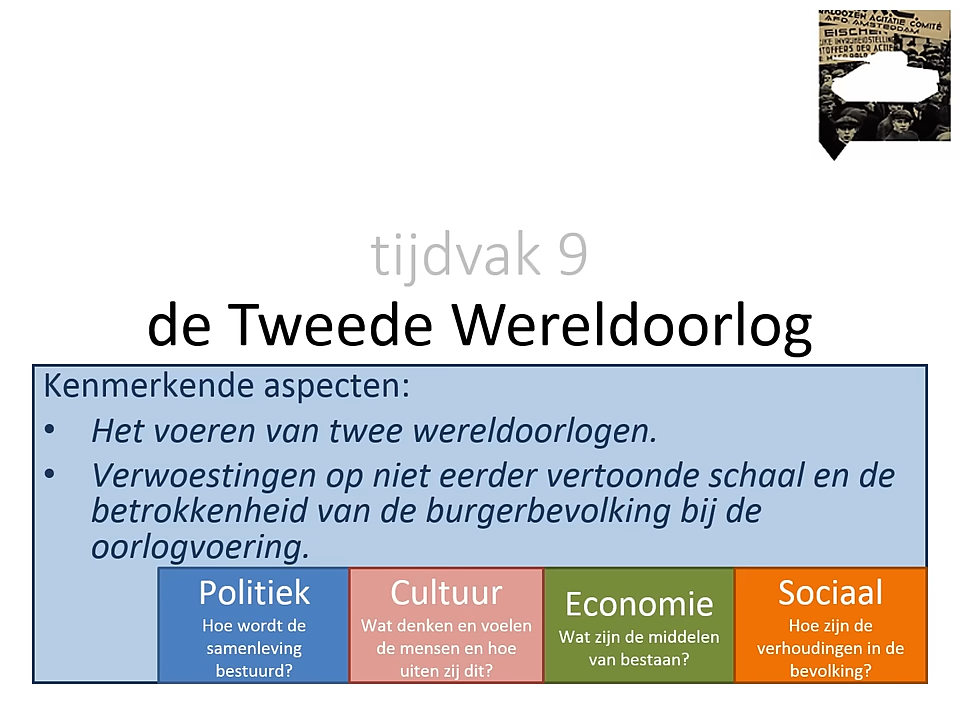 AFD. AMSTERDAM
EISCHEN
tijdvak 9
de Tweede Wereldoorlog
Kenmerkende aspecten:
• Het voeren van twee wereldoorlogen.
• Verwoestingen op niet eerder vertoonde schaal en de
betrokkenheid van de burgerbevolking bij de
oorlogvoering.
Politiek
Hoe wordt de
samenleving
bestuurd?
Cultuur
Wat denken en voelen
de mensen en hoe
uiten zij dit?
Economie
Wat zijn de middelen
van bestaan?
Sociaal
Hoe zijn de
verhoudingen in de
bevolking?